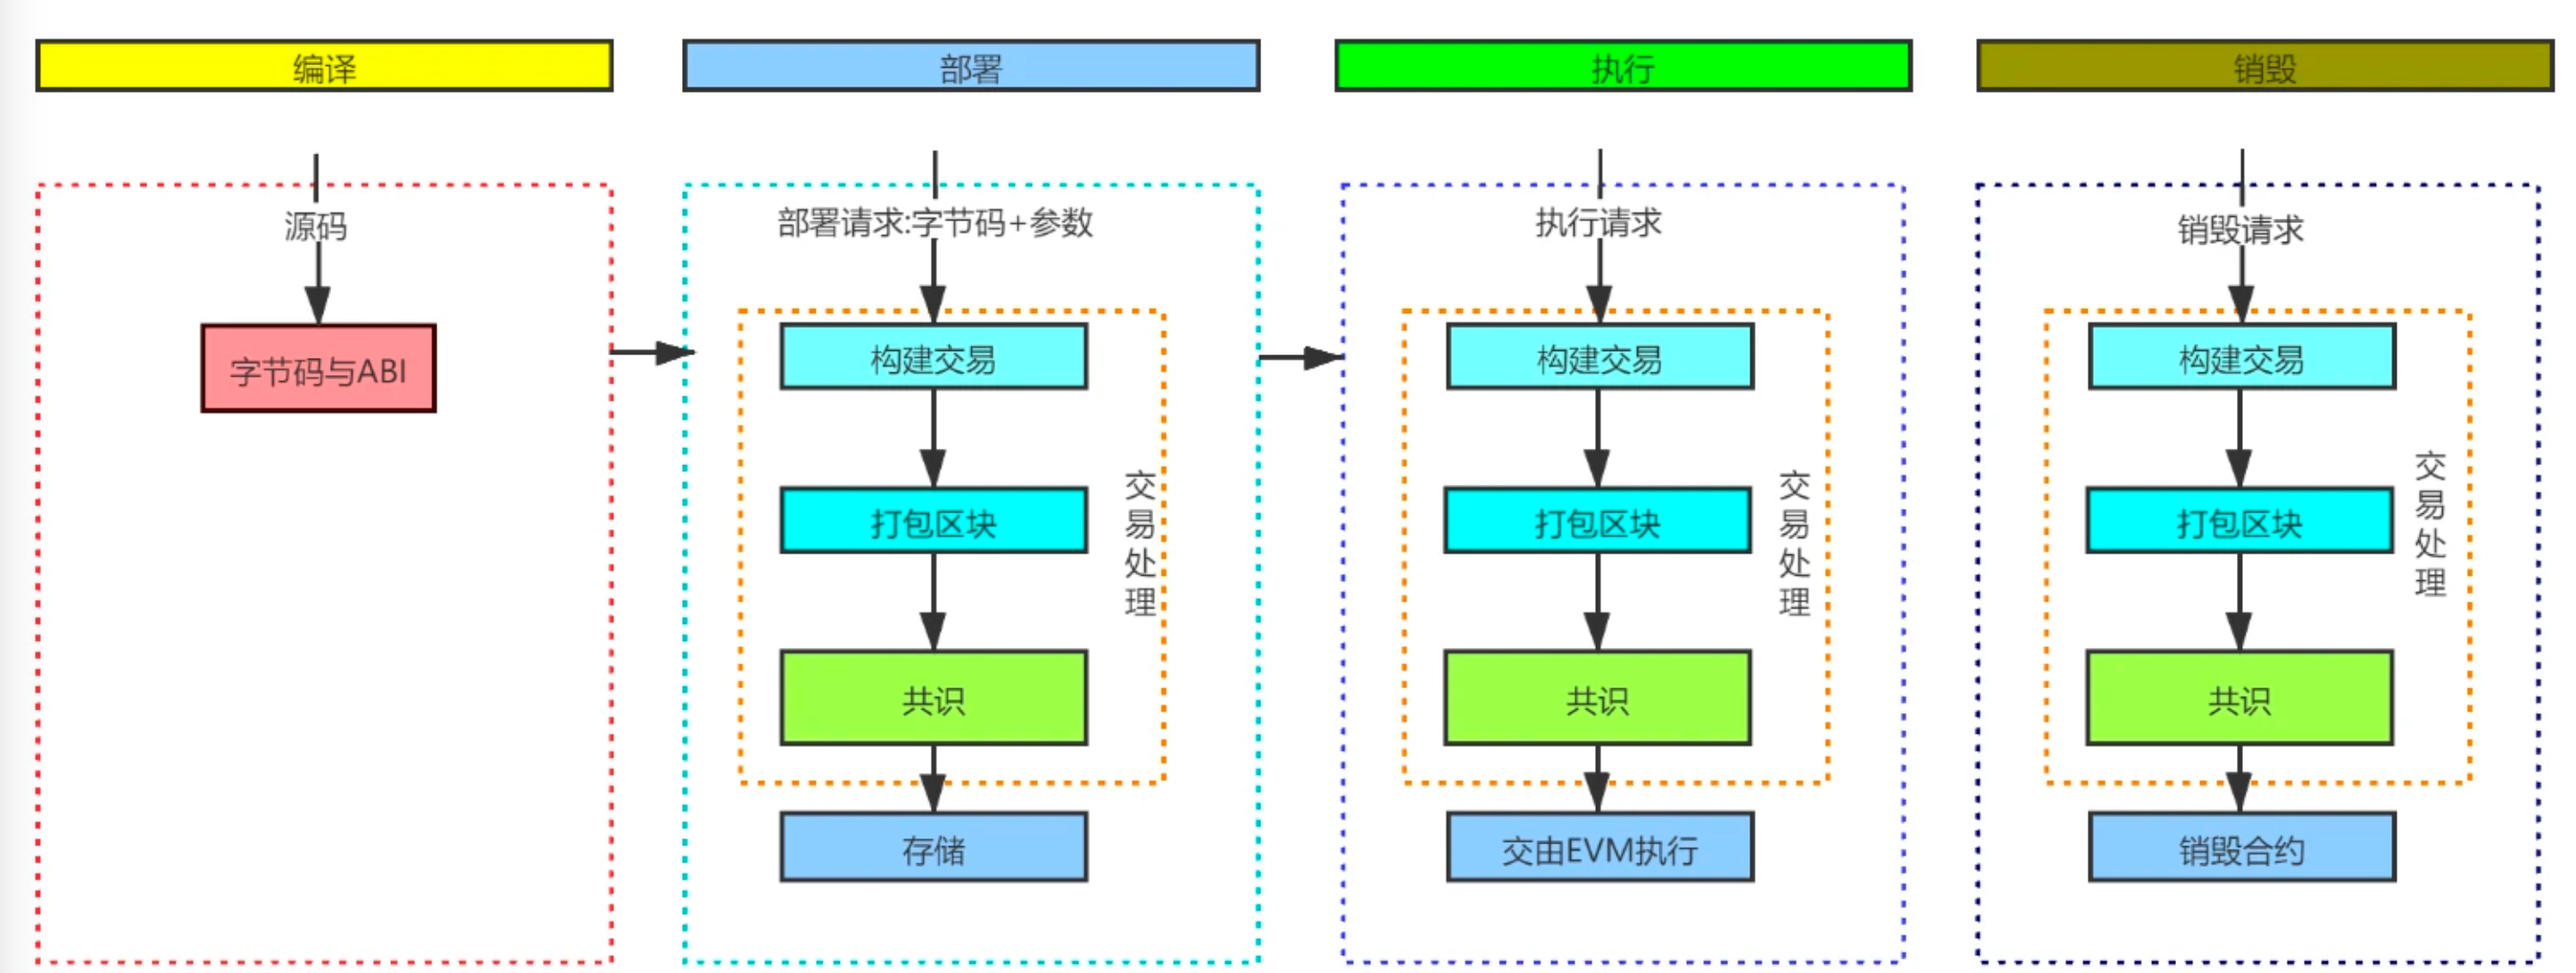 编译
部署
执行
销毁
源码
字节码与ABI
部署请求:字节码+参数
构建交易
打包区块
共识
交易处理
存储
执行请求
构建交易
打包区块
共识
交易处理
交由EVM执行
销毁请求
构建交易
打包区块
共识
交易处理
销毁合约